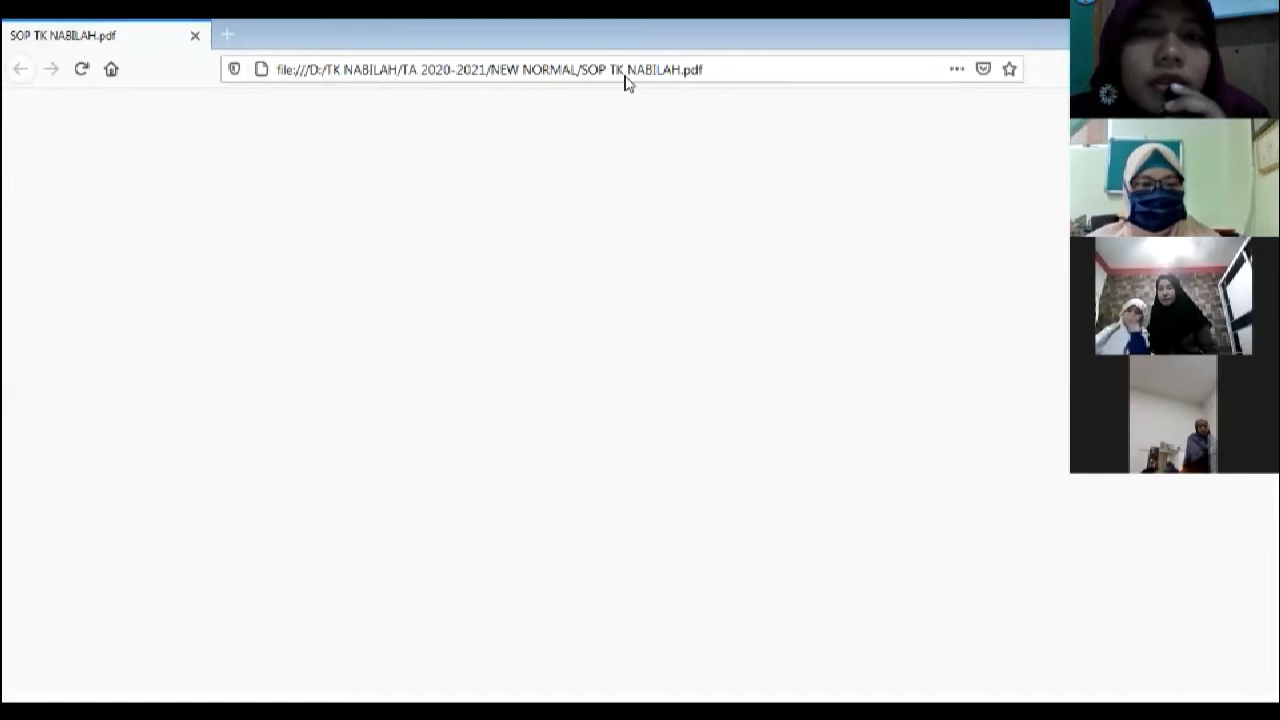 SOP TK NABILAH.pdf
file:///D:/TK NABILAH/TA 2020-2021/NEW NORMAL/SOP TK NABILAH.pdf